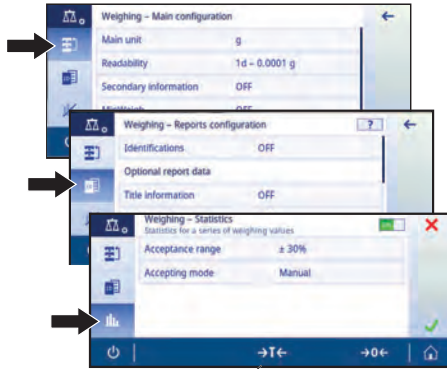 Weighing – Main configuration
Main unit g
Readability 1d – 0.0001 g
Secondary information OFF
MinWeigh OFF
Weighing – Reports configuration ?
Identifications OFF
Optional report data
Title information OFF
Weighing – Statistics
Statistics for a series of weighing values
Acceptance range ± 30%
Accepting mode Manual
→T← →0←